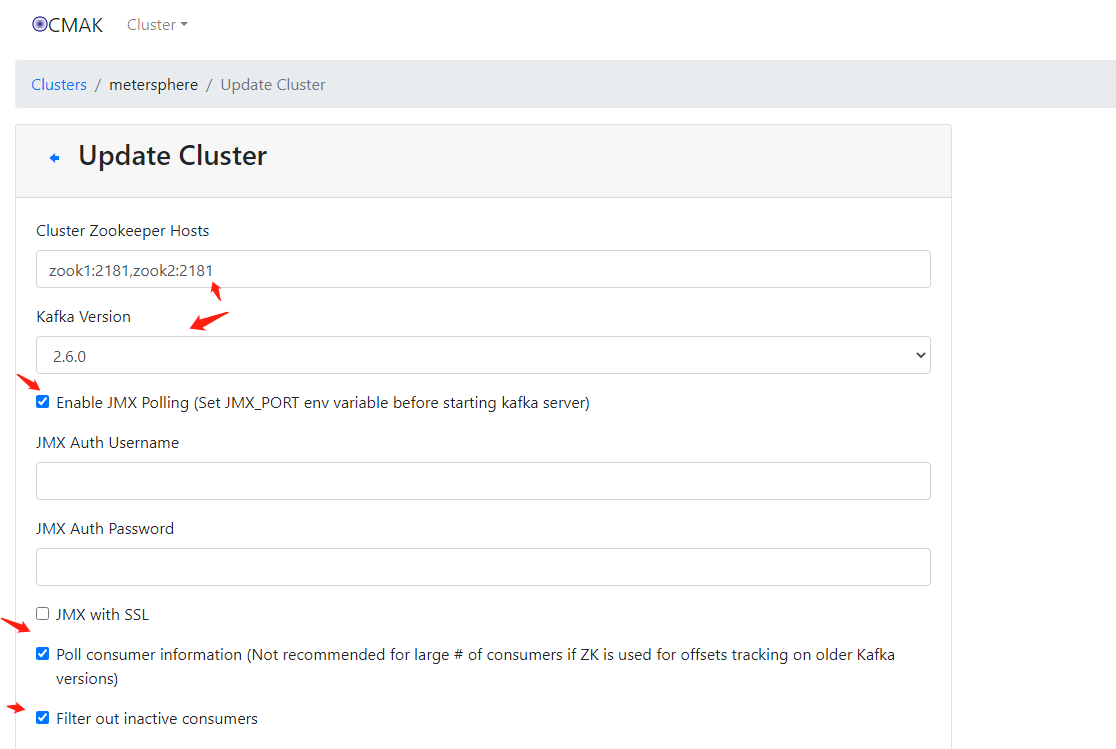 CMAK Cluster
Clusters / metersphere / Update Cluster
Update Cluster
Cluster Zookeeper Hosts
zook1:2181,zook2:2181
Kafka Version
2.6.0
Enable JMX Polling (Set JMX_PORT env variable before starting kafka server)
JMX Auth Username
JMX Auth Password
JMX with SSL
Poll consumer information (Not recommended for large # of consumers if ZK is used for offsets tracking on older Kafka
versions)
Filter out inactive consumers